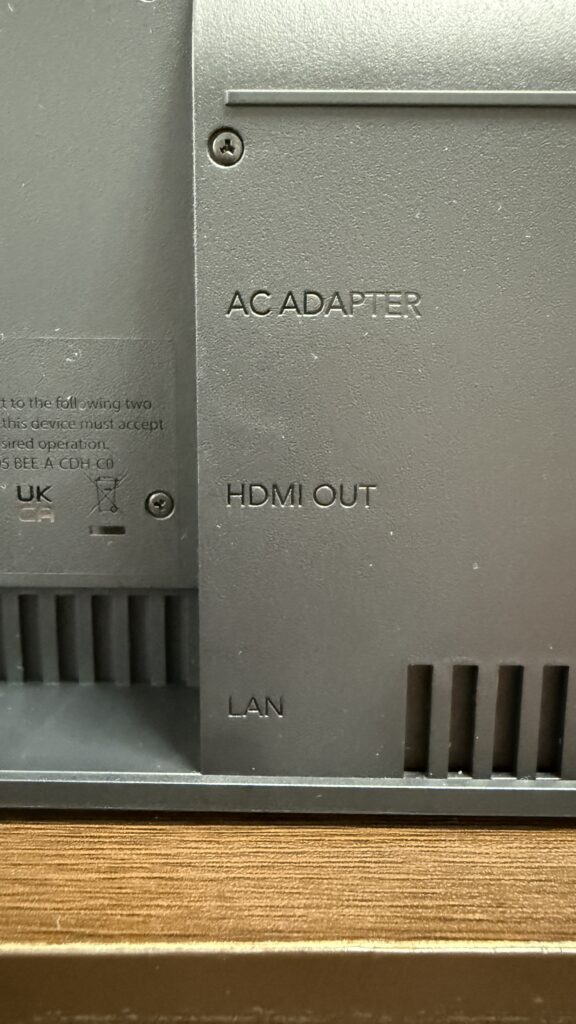 AC ADAPTER
t to the following two
this device must accept
sired operation.
BEE-A-CDH-C0
UK
CA
HDMI OUT
LAN